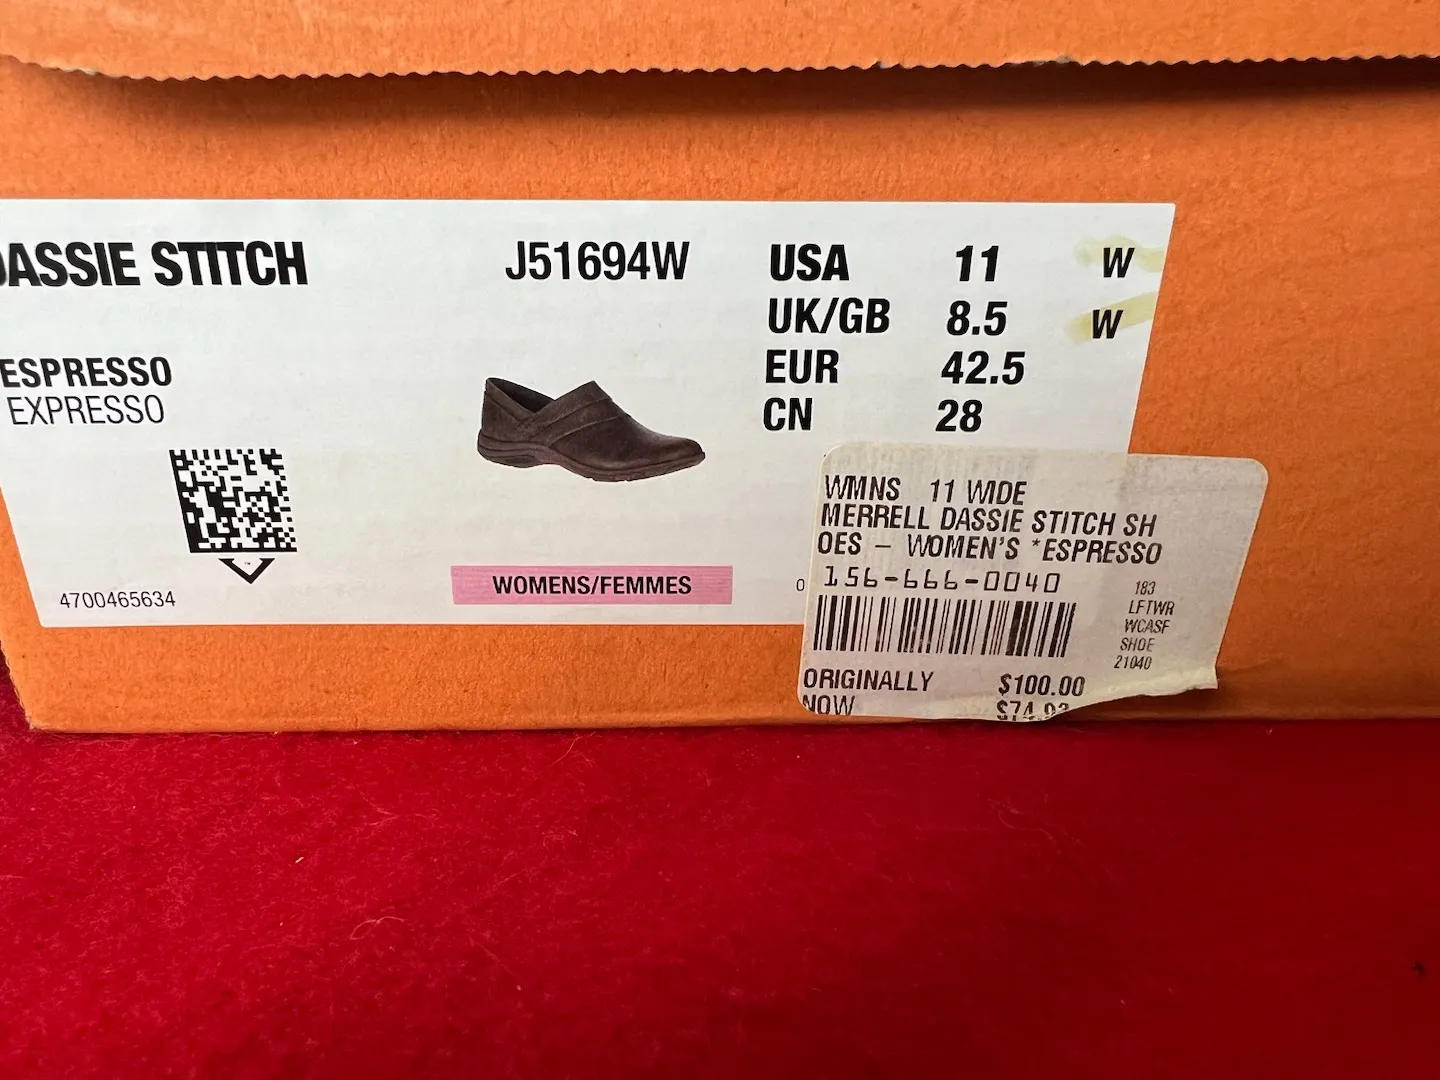 DASSIE STITCH
J51694W
USA 11 W
UK/GB 8.5 W
EUR 42.5
CN 28
ESPRESSO
EXPRESSO
4700465634
WOMENS/FEMMES
0
WMNS 11 WIDE
MERRELL DASSIE STITCH SH
OES – WOMEN'S *ESPRESSO
156-666-0040
183
LFTWR
WCASF
SHOE
21040
ORIGINALLY $100.00
NOW